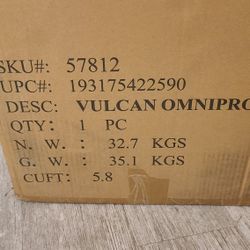 SKU#: 57812
UPC#: 193175422590
DESC: VULCAN OMNIPRO
QTY: 1 PC
N. W.: 32.7 KGS
G. W.: 35.1 KGS
CUFT: 5.8